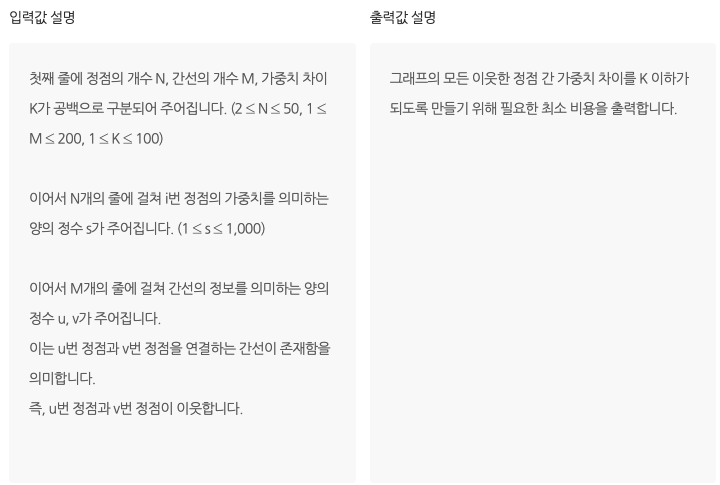 입력값 설명
첫째 줄에 정점의 개수 N, 간선의 개수 M, 가중치 차이
K가 공백으로 구분되어 주어집니다. (2 ≤ N ≤ 50, 1 ≤
M ≤ 200, 1 ≤ K ≤ 100)
이어서 N개의 줄에 걸쳐 i번 정점의 가중치를 의미하는
양의 정수 s가 주어집니다. (1 ≤ s ≤ 1,000)
이어서 M개의 줄에 걸쳐 간선의 정보를 의미하는 양의
정수 u, v가 주어집니다.
이는 u번 정점과 v번 정점을 연결하는 간선이 존재함을
의미합니다.
즉, u번 정점과 v번 정점이 이웃합니다.
출력값 설명
그래프의 모든 이웃한 정점 간 가중치 차이를 K 이하가
되도록 만들기 위해 필요한 최소 비용을 출력합니다.